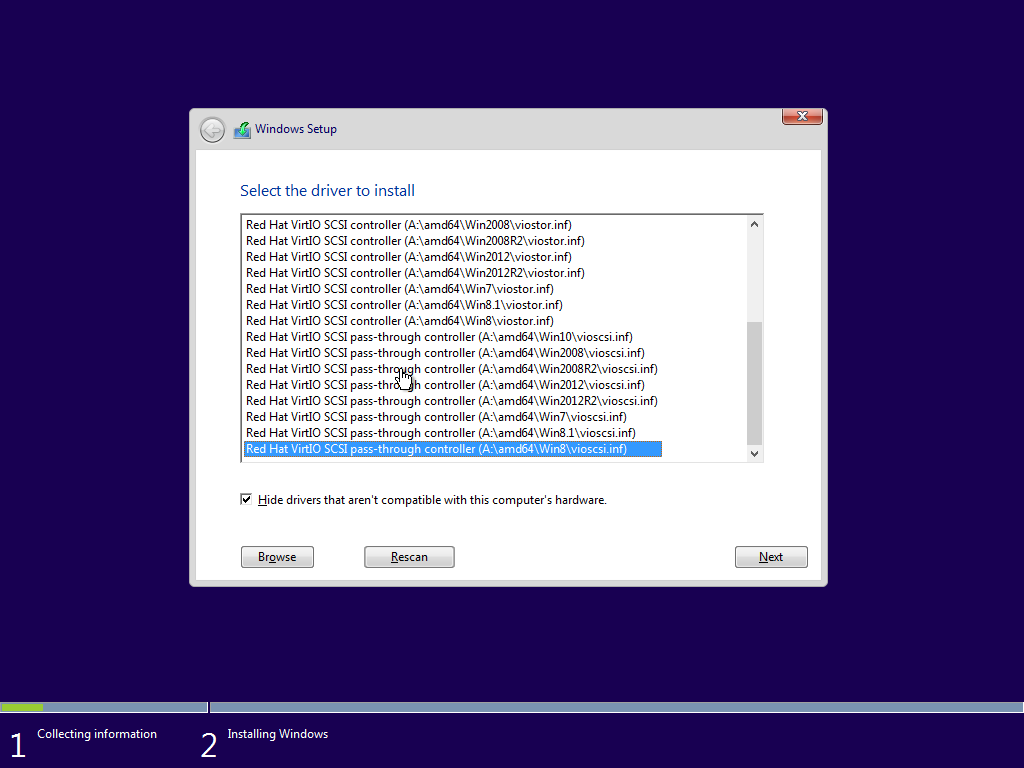 Windows Setup
Select the driver to install
Red Hat VirtIO SCSI controller (A:\amd64\Win2008\viostor.inf)
Red Hat VirtIO SCSI controller (A:\amd64\Win2008R2\viostor.inf)
Red Hat VirtIO SCSI controller (A:\amd64\Win2012\viostor.inf)
Red Hat VirtIO SCSI controller (A:\amd64\Win2012R2\viostor.inf)
Red Hat VirtIO SCSI controller (A:\amd64\Win7\viostor.inf)
Red Hat VirtIO SCSI controller (A:\amd64\Win8.1\viostor.inf)
Red Hat VirtIO SCSI controller (A:\amd64\Win8\viostor.inf)
Red Hat VirtIO SCSI pass-through controller (A:\amd64\Win10\vioscsi.inf)
Red Hat VirtIO SCSI pass-through controller (A:\amd64\Win2008\vioscsi.inf)
Red Hat VirtIO SCSI pass-through controller (A:\amd64\Win2008R2\vioscsi.inf)
Red Hat VirtIO SCSI pass-through controller (A:\amd64\Win2012\vioscsi.inf)
Red Hat VirtIO SCSI pass-through controller (A:\amd64\Win2012R2\vioscsi.inf)
Red Hat VirtIO SCSI pass-through controller (A:\amd64\Win7\vioscsi.inf)
Red Hat VirtIO SCSI pass-through controller (A:\amd64\Win8.1\vioscsi.inf)
Red Hat VirtIO SCSI pass-through controller (A:\amd64\Win8\vioscsi.inf)
Hide drivers that aren't compatible with this computer's hardware.
Browse Rescan Next
1 Collecting information 2 Installing Windows